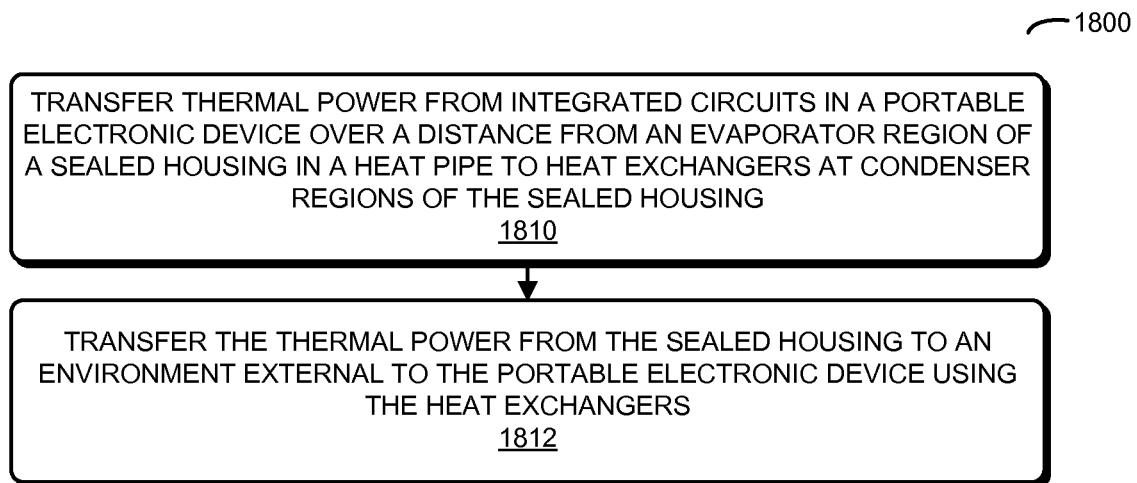 1800
TRANSFER THERMAL POWER FROM INTEGRATED CIRCUITS IN A PORTABLE
ELECTRONIC DEVICE OVER A DISTANCE FROM AN EVAPORATOR REGION OF
A SEALED HOUSING IN A HEAT PIPE TO HEAT EXCHANGERS AT CONDENSER
REGIONS OF THE SEALED HOUSING
1810
TRANSFER THE THERMAL POWER FROM THE SEALED HOUSING TO AN
ENVIRONMENT EXTERNAL TO THE PORTABLE ELECTRONIC DEVICE USING
THE HEAT EXCHANGERS
1812